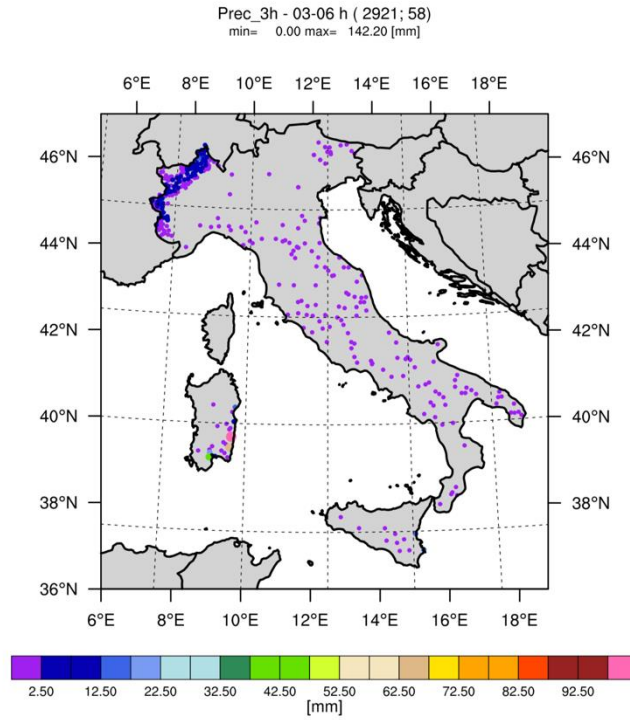 Prec_3h - 03-06 h ( 2921; 58)
min= 0.00 max= 142.20 [mm]
6°E 8°E 10°E 12°E 14°E 16°E 18°E
46°N 46°N
44°N 44°N
42°N 42°N
40°N 40°N
38°N 38°N
36°N 36°N
6°E 8°E 10°E 12°E 14°E 16°E 18°E
2.50 12.50 22.50 32.50 42.50 52.50 62.50 72.50 82.50 92.50
[mm]